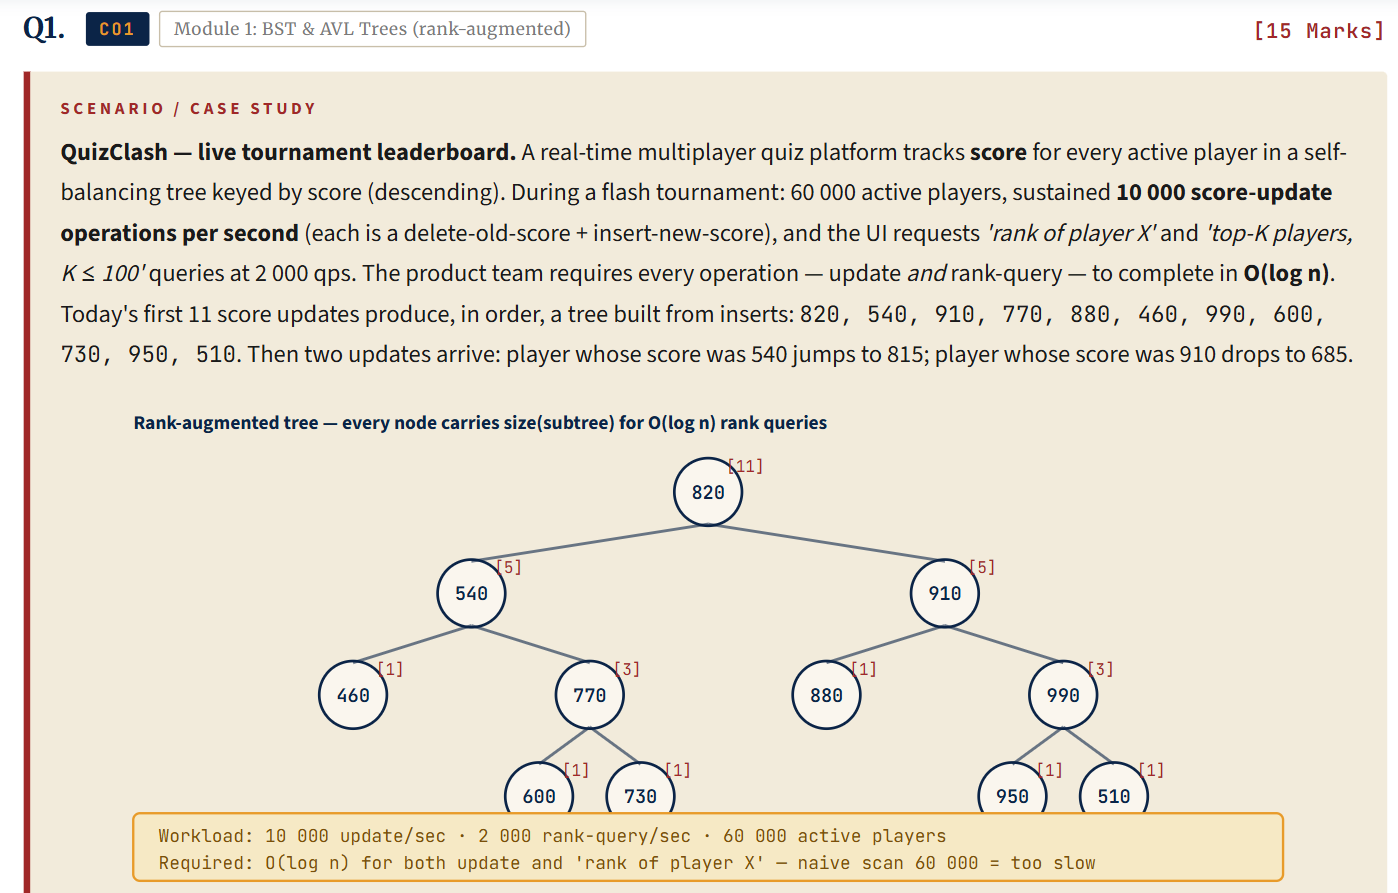 Q1. CO1 Module 1: BST & AVL Trees (rank-augmented) [15 Marks]
SCENARIO / CASE STUDY
QuizClash — live tournament leaderboard. A real-time multiplayer quiz platform tracks score for every active player in a self-
balancing tree keyed by score (descending). During a flash tournament: 60 000 active players, sustained 10 000 score-update
operations per second (each is a delete-old-score + insert-new-score), and the UI requests 'rank of player X' and 'top-K players,
K ≤ 100' queries at 2 000 qps. The product team requires every operation — update and rank-query — to complete in O(log n).
Today's first 11 score updates produce, in order, a tree built from inserts: 820, 540, 910, 770, 880, 460, 990, 600,
730, 950, 510. Then two updates arrive: player whose score was 540 jumps to 815; player whose score was 910 drops to 685.
Rank-augmented tree — every node carries size(subtree) for O(log n) rank queries
[11]
820
[5] [5]
540 910
[1] [3] [1] [3]
460 770 880 990
[1] [1] [1] [1]
600 730 950 510
Workload: 10 000 update/sec · 2 000 rank-query/sec · 60 000 active players
Required: O(log n) for both update and 'rank of player X' — naive scan 60 000 = too slow